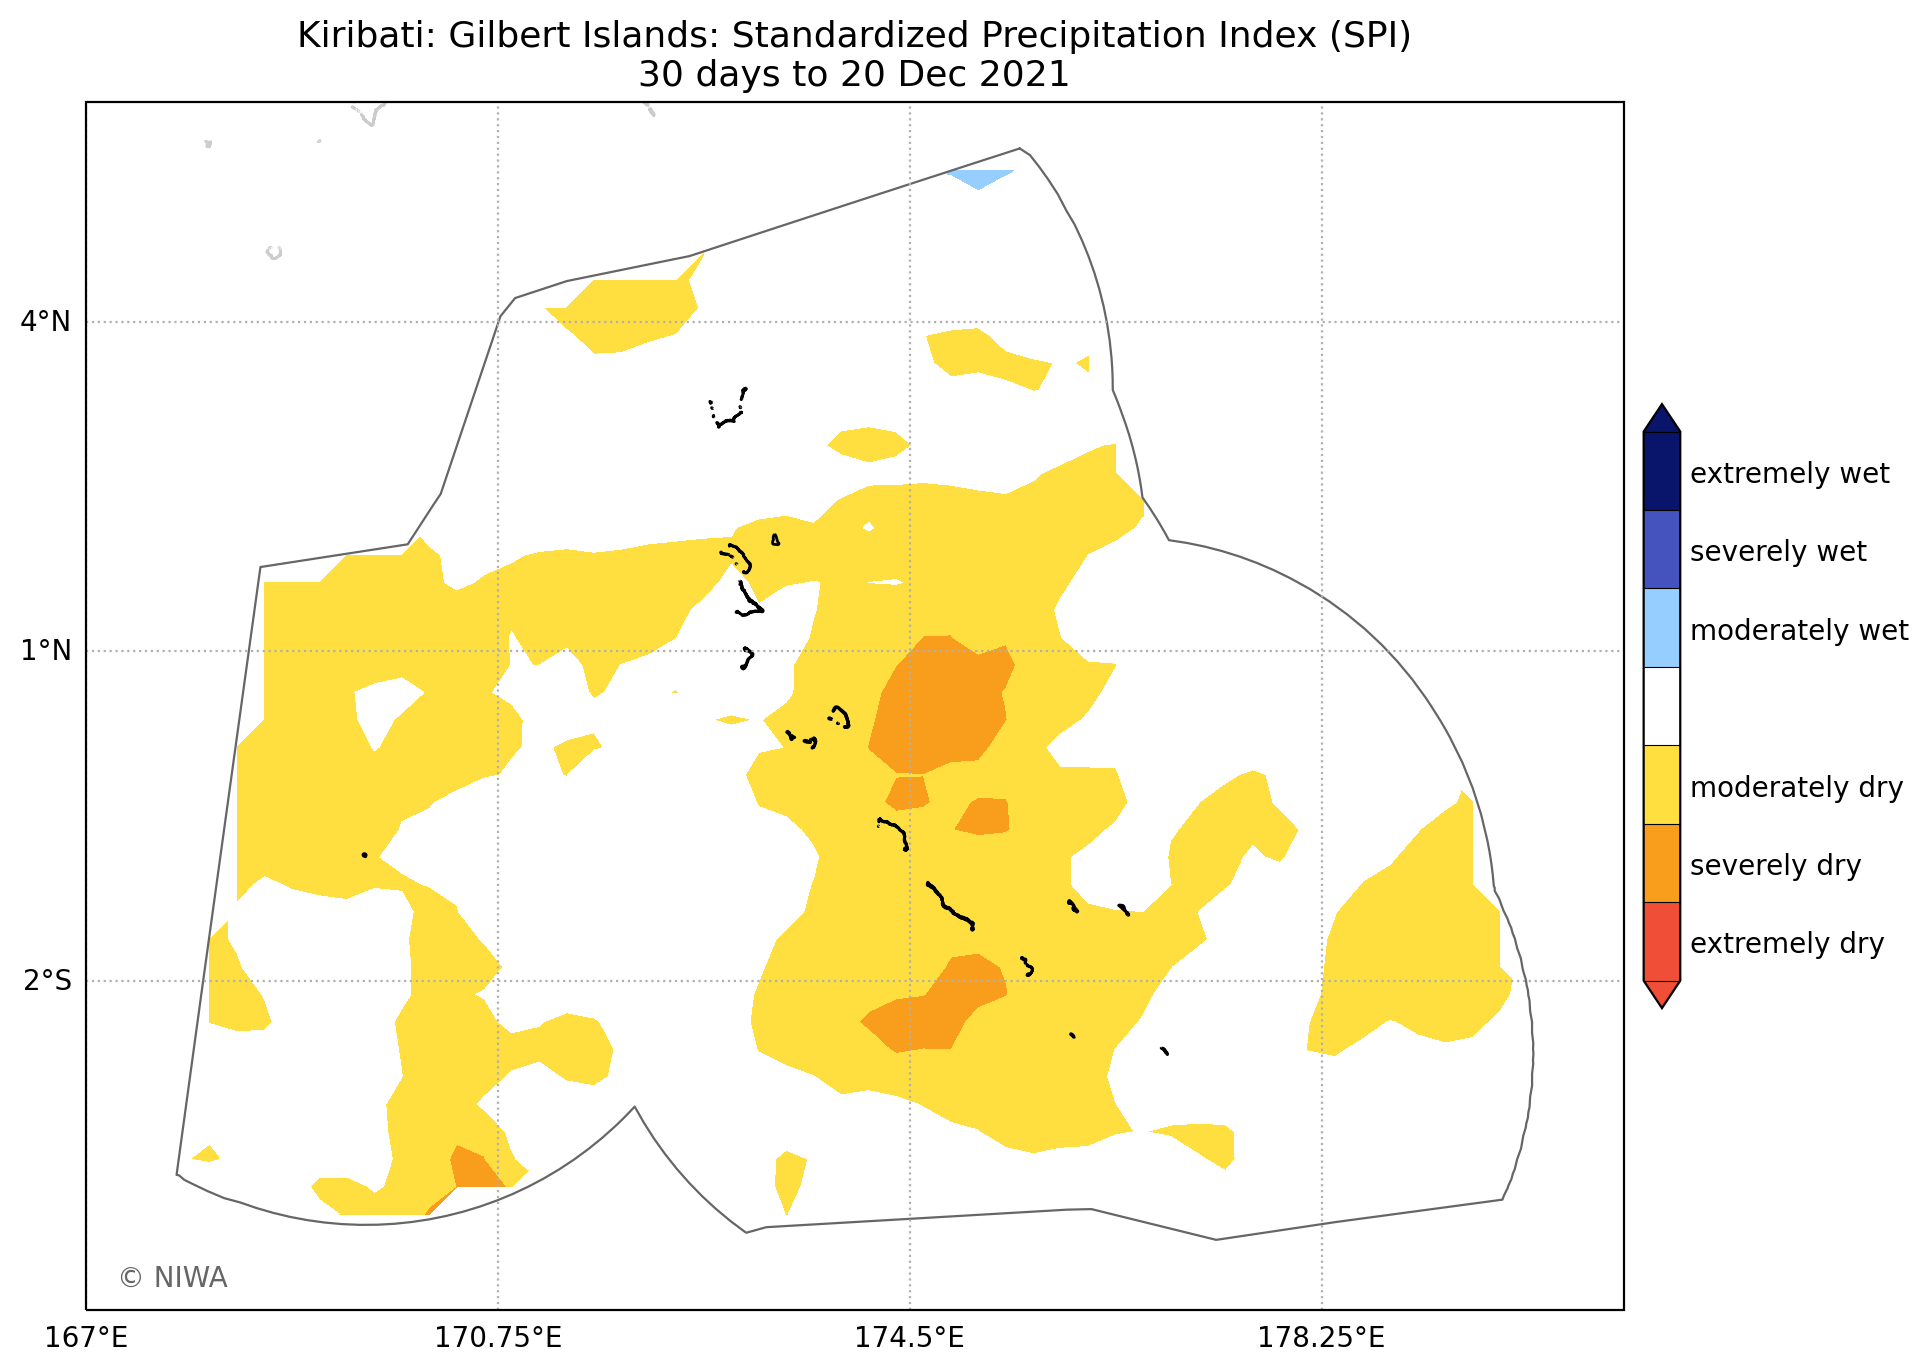 Kiribati: Gilbert Islands: Standardized Precipitation Index (SPI)
30 days to 20 Dec 2021
4°N
1°N
2°S
167°E
170.75°E
174.5°E
178.25°E
© NIWA
extremely wet
severely wet
moderately wet
moderately dry
severely dry
extremely dry